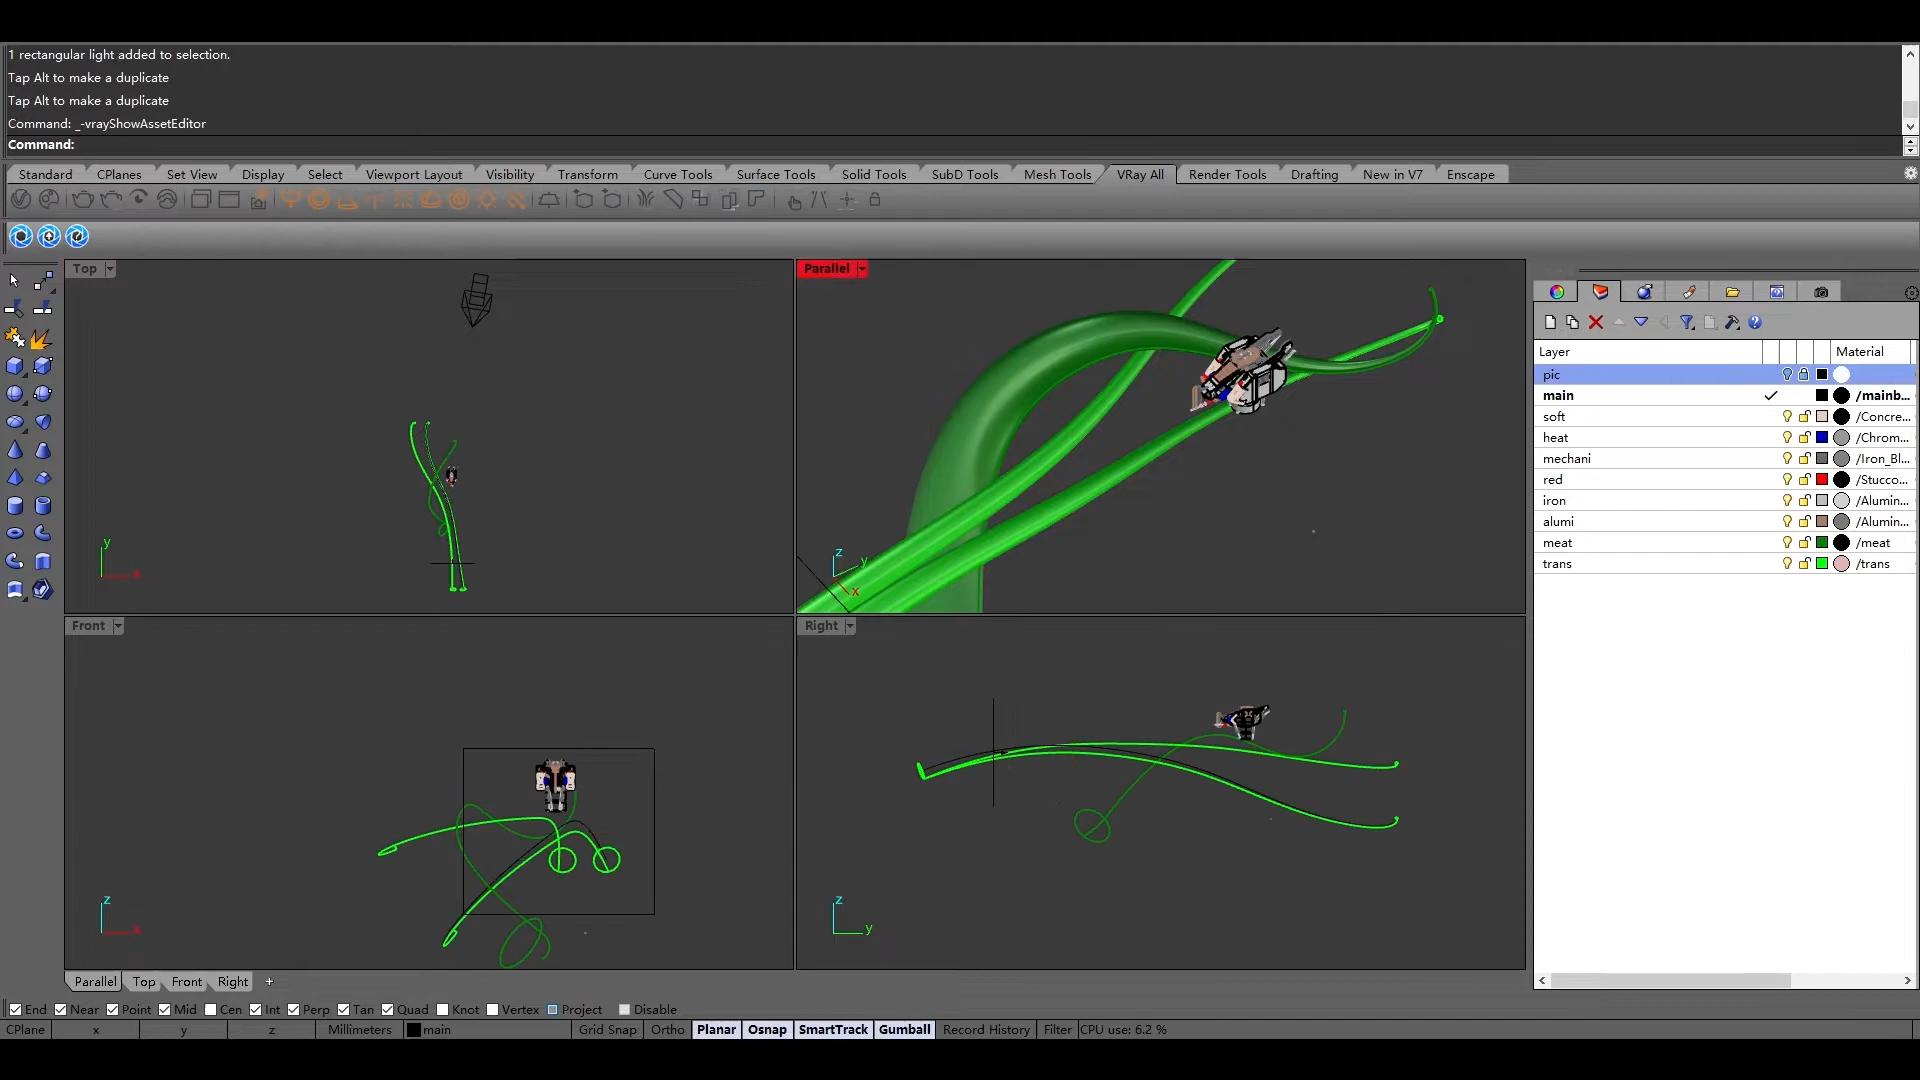 1 rectangular light added to selection.
Tap Alt to make a duplicate
Tap Alt to make a duplicate
Command: _-vrayShowAssetEditor
Command:
Standard CPlanes Set View Display Select Viewport Layout Visibility Transform Curve Tools Surface Tools Solid Tools SubD Tools Mesh Tools VRay All Render Tools Drafting New in V7 Enscape
Top
y
x
Parallel
z
y
x
Front
z
x
Right
z
y
Layer Material
pic
main /mainb...
soft /Concre...
heat /Chrom...
mechani /Iron_Bl...
red /Stucco...
iron /Alumin...
alumi /Alumin...
meat /meat
trans /trans
Parallel Top Front Right +
End Near Point Mid Cen Int Perp Tan Quad Knot Vertex Project Disable
CPlane x y z Millimeters main Grid Snap Ortho Planar Osnap SmartTrack Gumball Record History Filter CPU use: 6.2 %